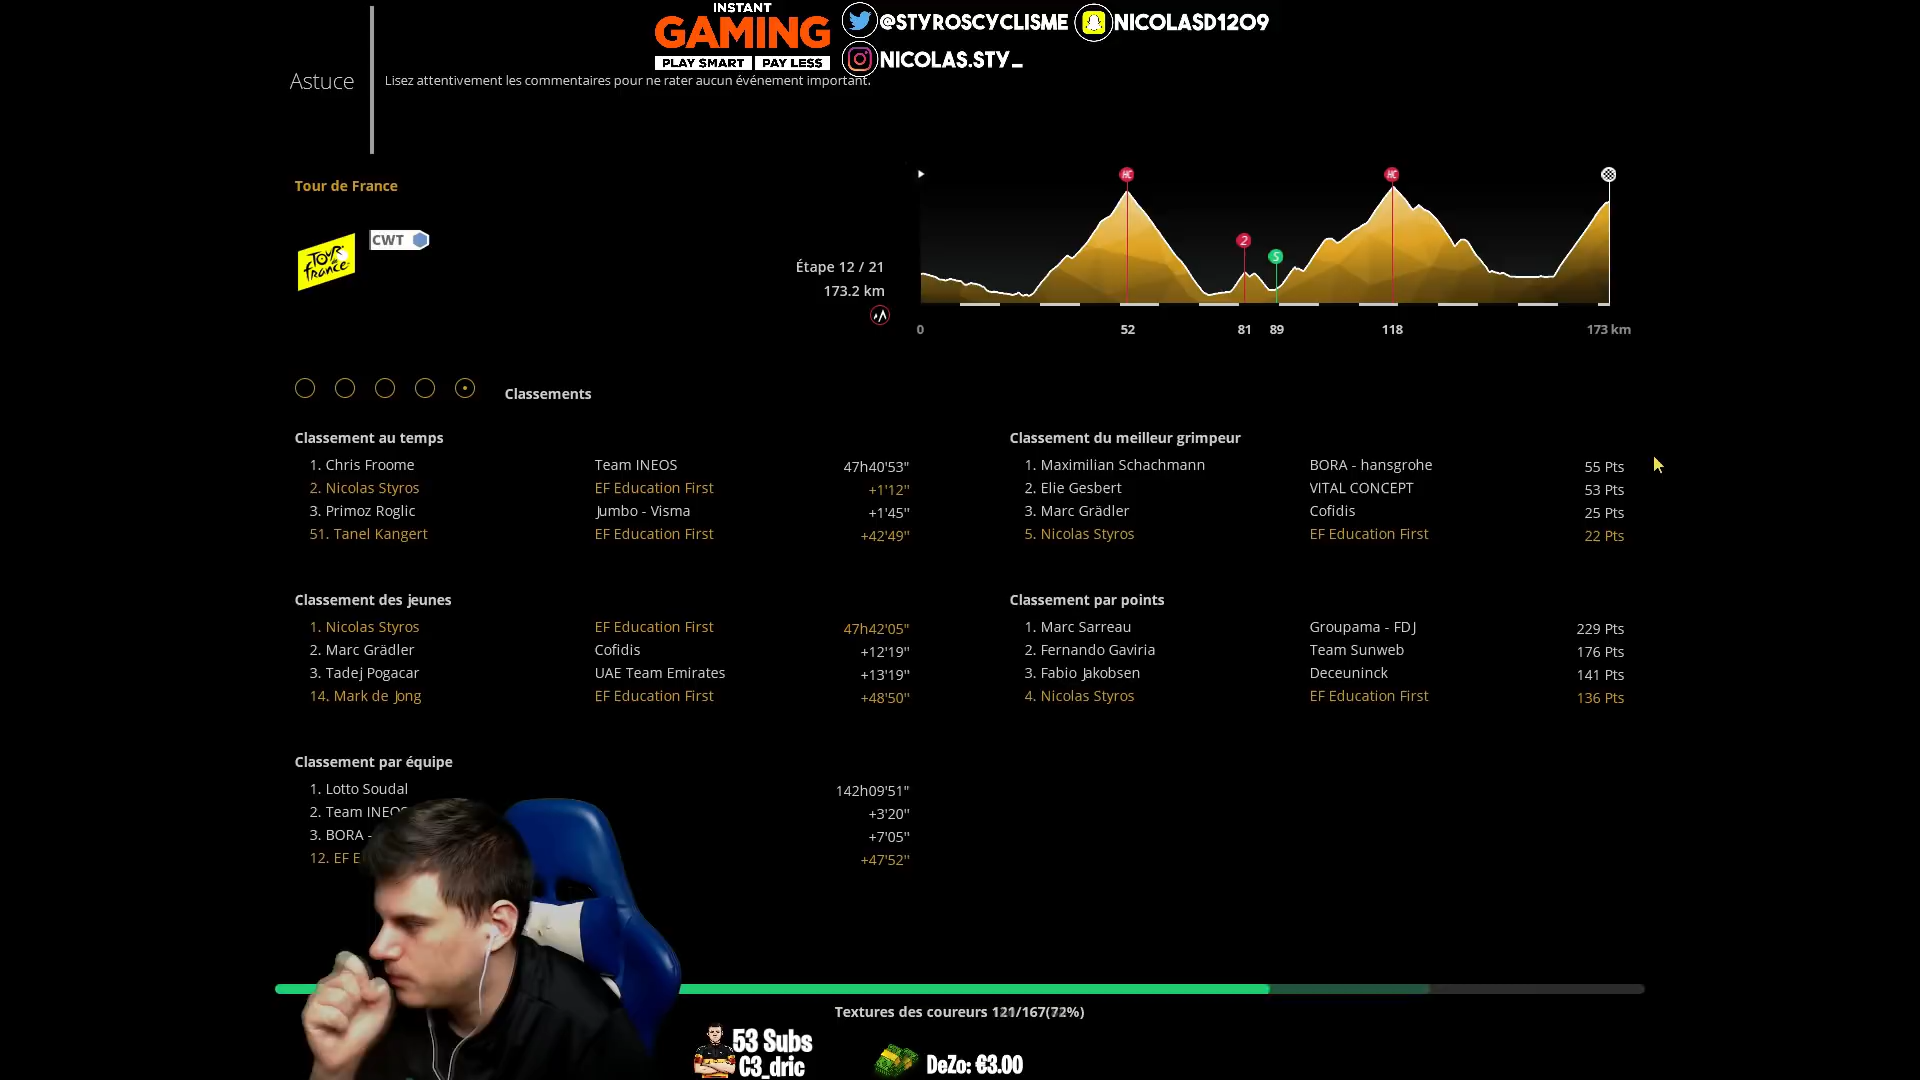 INSTANT
GAMING
PLAY SMART PAY LESS
@STYROSCYCLISME NICOLASD1209
NICOLAS.STY_
Astuce
Lisez attentivement les commentaires pour ne rater aucun événement important.
Tour de France
TOUR de france
CWT
Étape 12 / 21
173.2 km
HC 2 S HC
0 52 81 89 118 173 km
Classements
Classement au temps
1. Chris Froome Team INEOS 47h40'53"
2. Nicolas Styros EF Education First +1'12"
3. Primoz Roglic Jumbo - Visma +1'45"
51. Tanel Kangert EF Education First +42'49"
Classement du meilleur grimpeur
1. Maximilian Schachmann BORA - hansgrohe 55 Pts
2. Elie Gesbert VITAL CONCEPT 53 Pts
3. Marc Grädler Cofidis 25 Pts
5. Nicolas Styros EF Education First 22 Pts
Classement des jeunes
1. Nicolas Styros EF Education First 47h42'05"
2. Marc Grädler Cofidis +12'19"
3. Tadej Pogacar UAE Team Emirates +13'19"
14. Mark de Jong EF Education First +48'50"
Classement par points
1. Marc Sarreau Groupama - FDJ 229 Pts
2. Fernando Gaviria Team Sunweb 176 Pts
3. Fabio Jakobsen Deceuninck 141 Pts
4. Nicolas Styros EF Education First 136 Pts
Classement par équipe
1. Lotto Soudal 142h09'51"
2. Team INEOS +3'20"
3. BORA - +7'05"
12. EF E +47'52"
Textures des coureurs
53 Subs
C3_dric
DeZo: €3.00